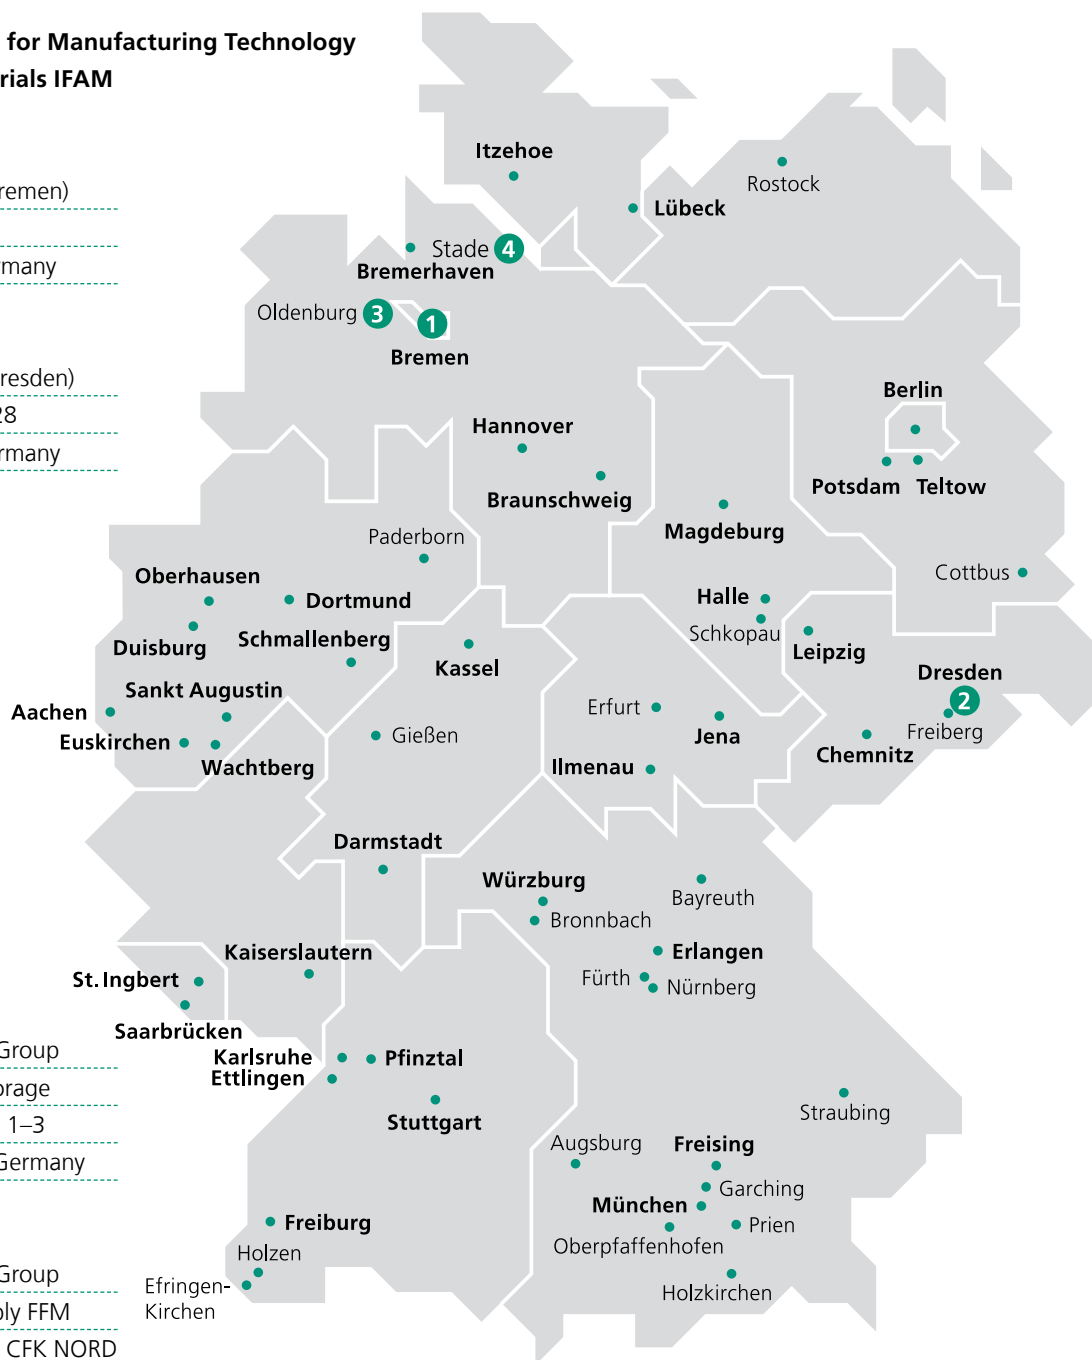 for Manufacturing Technology
rials IFAM
remen)
rmany
resden)
28
rmany
Group
orage
1–3
Germany
Group
bly FFM
CFK NORD
Itzehoe
Rostock
Lübeck
Stade 4
Bremerhaven
Oldenburg 3
1
Bremen
Berlin
Hannover
Braunschweig
Potsdam Teltow
Magdeburg
Paderborn
Cottbus
Oberhausen
Dortmund
Halle
Schkopau
Duisburg
Schmallenberg
Kassel
Leipzig
Dresden
2
Sankt Augustin
Aachen
Erfurt
Freiberg
Euskirchen
Gießen
Jena
Chemnitz
Wachtberg
Ilmenau
Darmstadt
Würzburg
Bayreuth
Bronnbach
Kaiserslautern
Erlangen
St. Ingbert
Fürth
Nürnberg
Saarbrücken
Karlsruhe
Pfinztal
Ettlingen
Straubing
Stuttgart
Augsburg
Freising
Garching
München
Prien
Freiburg
Oberpfaffenhofen
Holzen
Holzkirchen
Efringen-
Kirchen